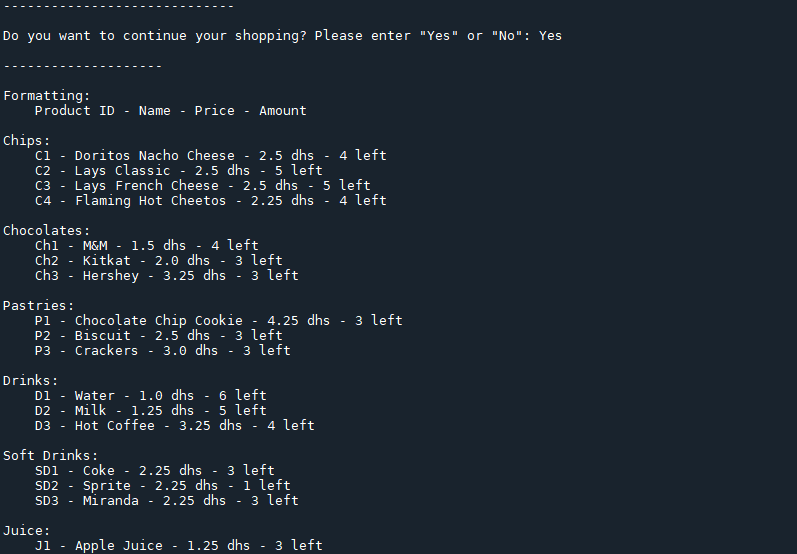 -----------------------------
Do you want to continue your shopping? Please enter "Yes" or "No": Yes
--------------------
Formatting:
    Product ID - Name - Price - Amount
Chips:
    C1 - Doritos Nacho Cheese - 2.5 dhs - 4 left
    C2 - Lays Classic - 2.5 dhs - 5 left
    C3 - Lays French Cheese - 2.5 dhs - 5 left
    C4 - Flaming Hot Cheetos - 2.25 dhs - 4 left
Chocolates:
    Ch1 - M&M - 1.5 dhs - 4 left
    Ch2 - Kitkat - 2.0 dhs - 3 left
    Ch3 - Hershey - 3.25 dhs - 3 left
Pastries:
    P1 - Chocolate Chip Cookie - 4.25 dhs - 3 left
    P2 - Biscuit - 2.5 dhs - 3 left
    P3 - Crackers - 3.0 dhs - 3 left
Drinks:
    D1 - Water - 1.0 dhs - 6 left
    D2 - Milk - 1.25 dhs - 5 left
    D3 - Hot Coffee - 3.25 dhs - 4 left
Soft Drinks:
    SD1 - Coke - 2.25 dhs - 3 left
    SD2 - Sprite - 2.25 dhs - 1 left
    SD3 - Miranda - 2.25 dhs - 3 left
Juice:
    J1 - Apple Juice - 1.25 dhs - 3 left